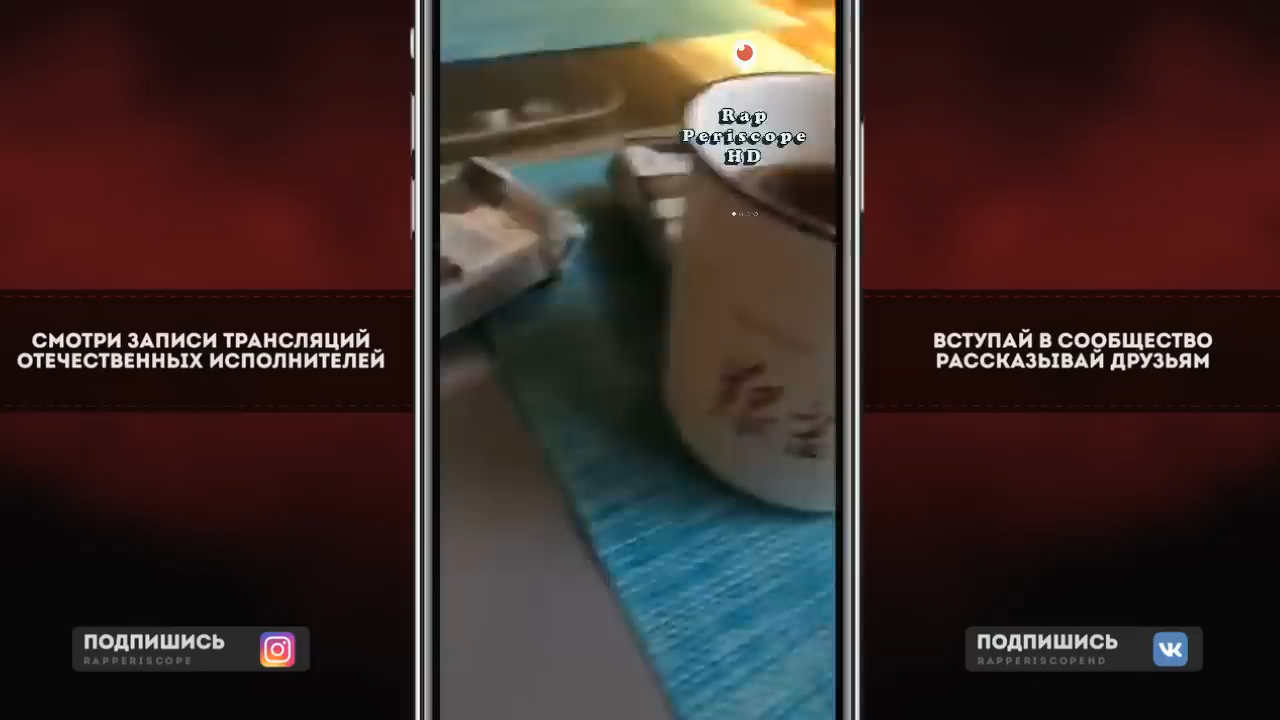 Rap
Periscope
HD
СМОТРИ ЗАПИСИ ТРАНСЛЯЦИЙ
ОТЕЧЕСТВЕННЫХ ИСПОЛНИТЕЛЕЙ
ВСТУПАЙ В СООБЩЕСТВО
РАССКАЗЫВАЙ ДРУЗЬЯМ
ПОДПИШИСЬ
RAPPERISCOPE
ПОДПИШИСЬ
RAPPERISCOPEHD